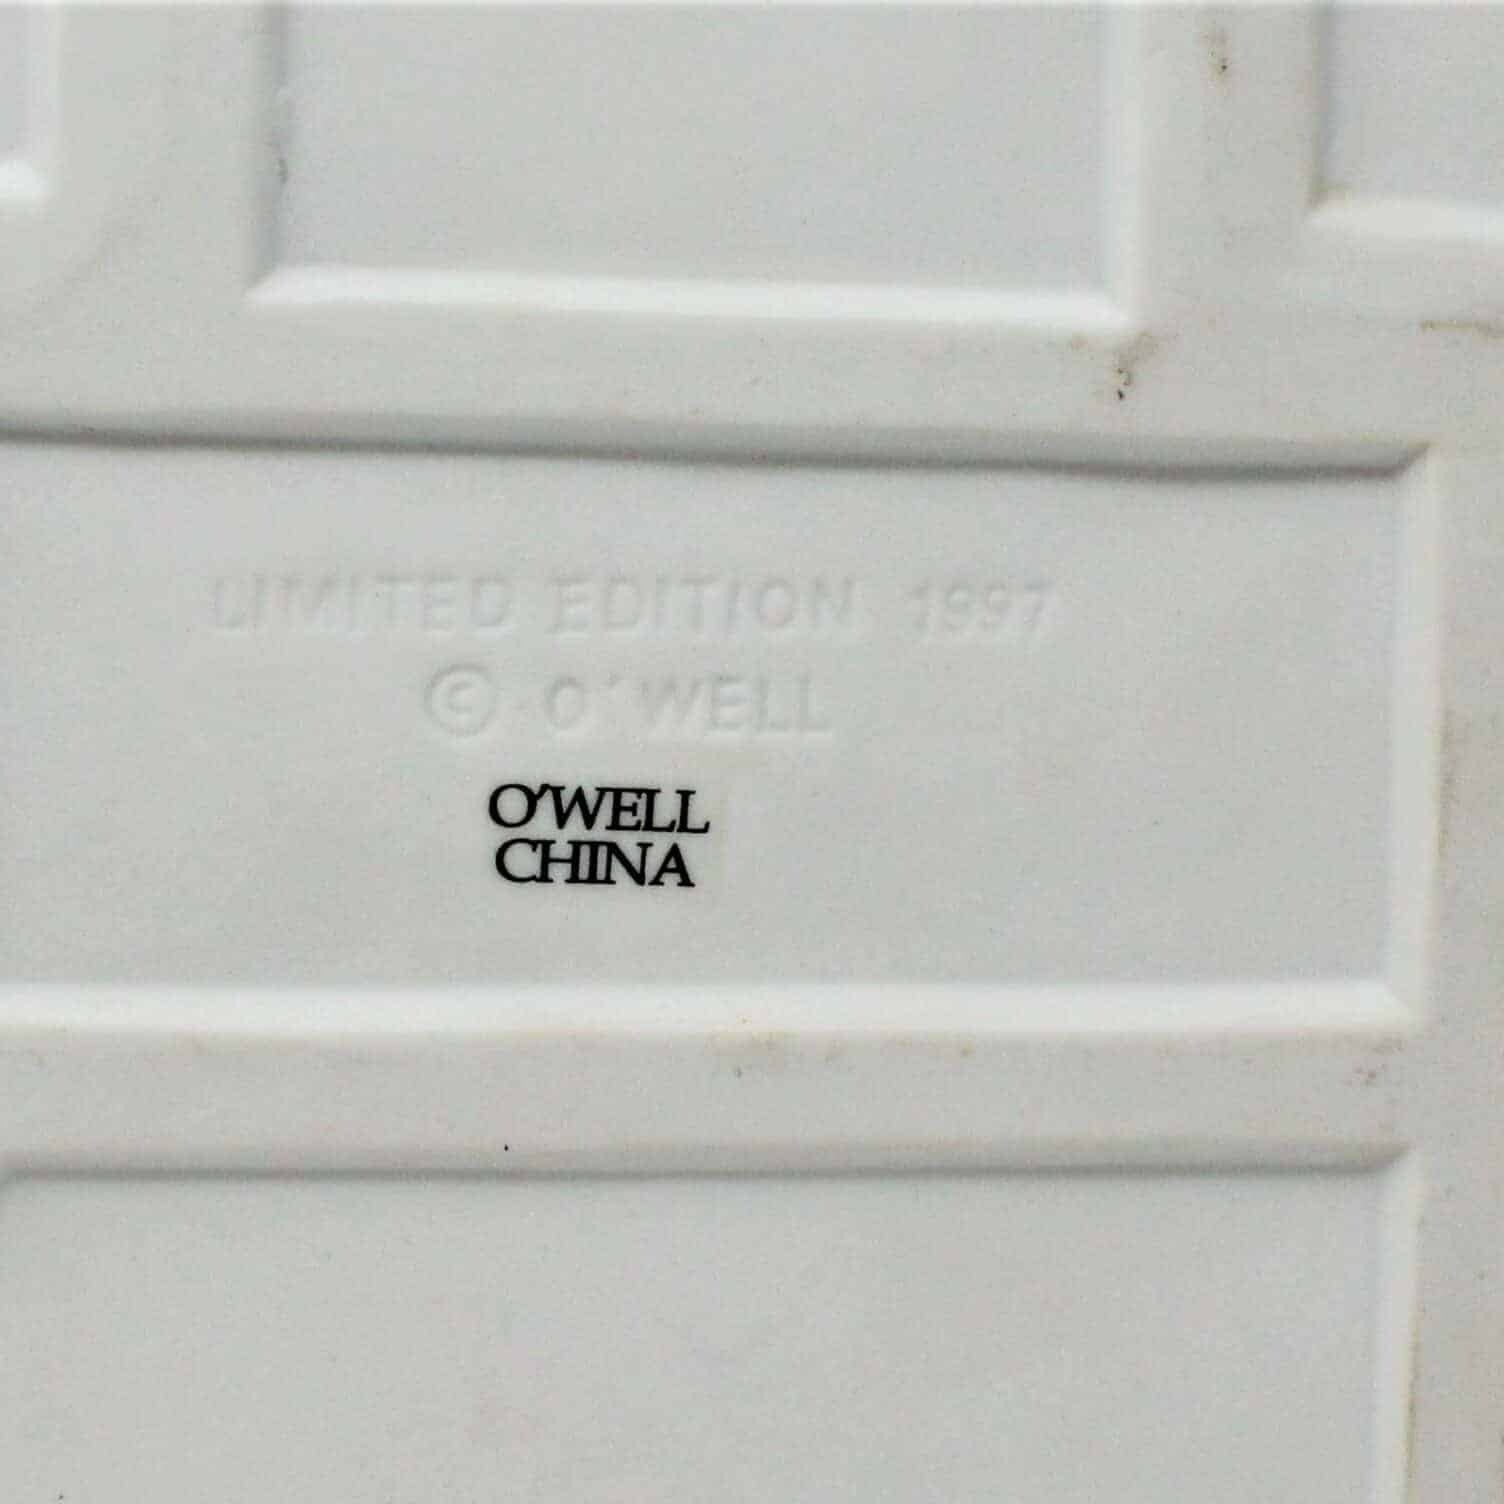 LIMITED EDITION 1997
© O'WELL
O'WELL
CHINA